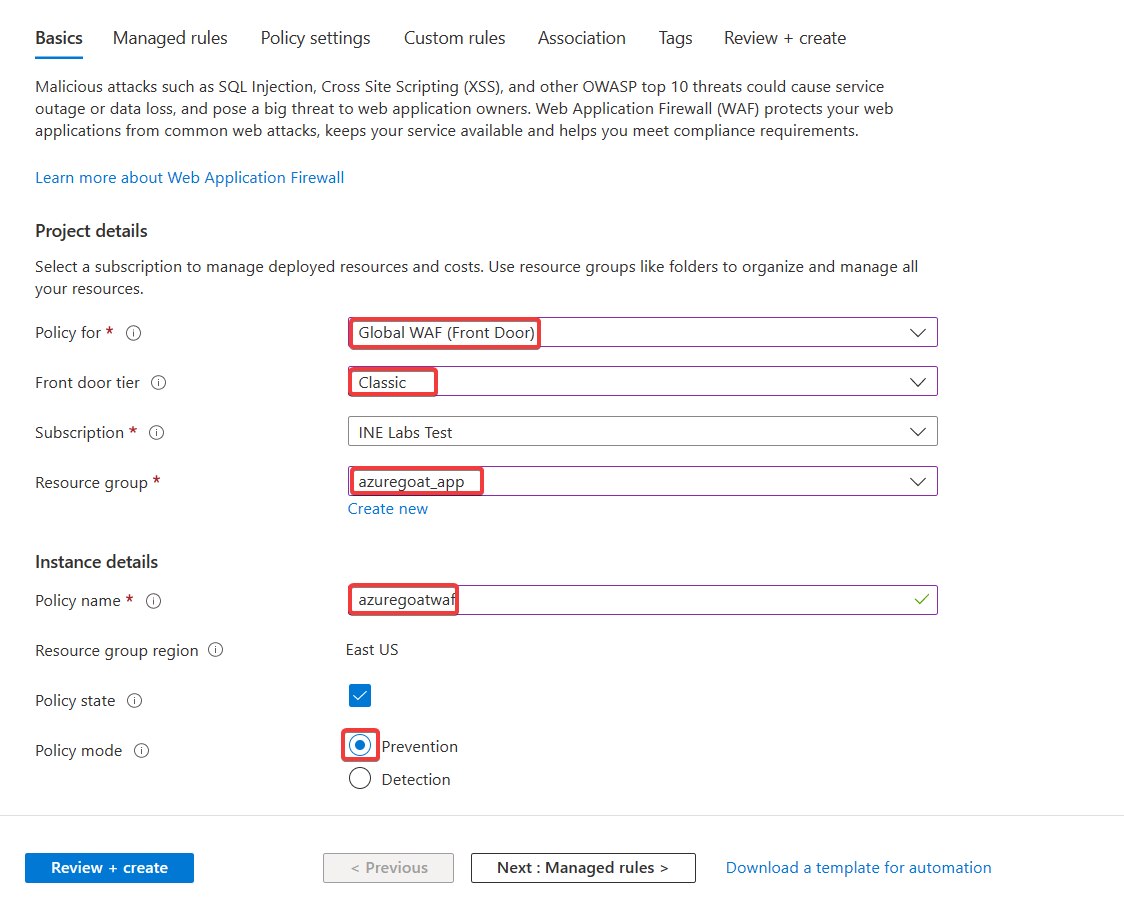 Basics Managed rules Policy settings Custom rules Association Tags Review + create
Malicious attacks such as SQL Injection, Cross Site Scripting (XSS), and other OWASP top 10 threats could cause service
outage or data loss, and pose a big threat to web application owners. Web Application Firewall (WAF) protects your web
applications from common web attacks, keeps your service available and helps you meet compliance requirements.
Learn more about Web Application Firewall
Project details
Select a subscription to manage deployed resources and costs. Use resource groups like folders to organize and manage all
your resources.
Policy for * Global WAF (Front Door)
Front door tier Classic
Subscription * INE Labs Test
Resource group * azuregoat_app
Create new
Instance details
Policy name * azuregoatwaf
Resource group region East US
Policy state
Policy mode Prevention
Detection
Review + create < Previous Next : Managed rules > Download a template for automation